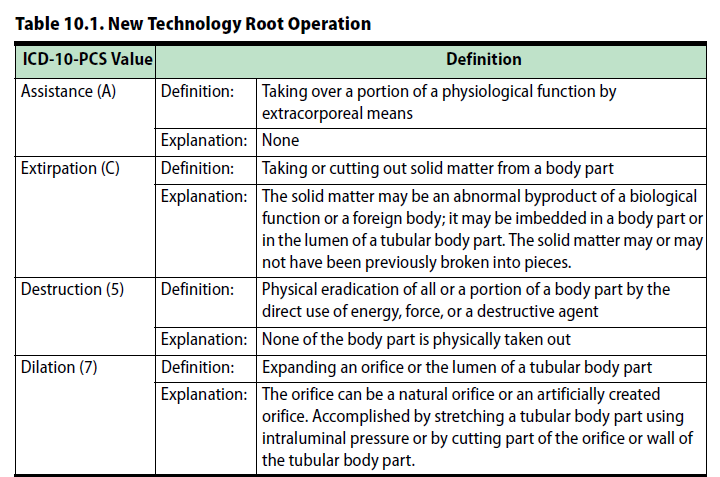 Table 10.1. New Technology Root Operation
ICD-10-PCS Value Definition
Assistance (A) Definition: Taking over a portion of a physiological function by
extracorporeal means
Explanation: None
Extirpation (C) Definition: Taking or cutting out solid matter from a body part
Explanation: The solid matter may be an abnormal byproduct of a biological
function or a foreign body; it may be imbedded in a body part or
in the lumen of a tubular body part. The solid matter may or may
not have been previously broken into pieces.
Destruction (5) Definition: Physical eradication of all or a portion of a body part by the
direct use of energy, force, or a destructive agent
Explanation: None of the body part is physically taken out
Dilation (7) Definition: Expanding an orifice or the lumen of a tubular body part
Explanation: The orifice can be a natural orifice or an artificially created
orifice. Accomplished by stretching a tubular body part using
intraluminal pressure or by cutting part of the orifice or wall of
the tubular body part.